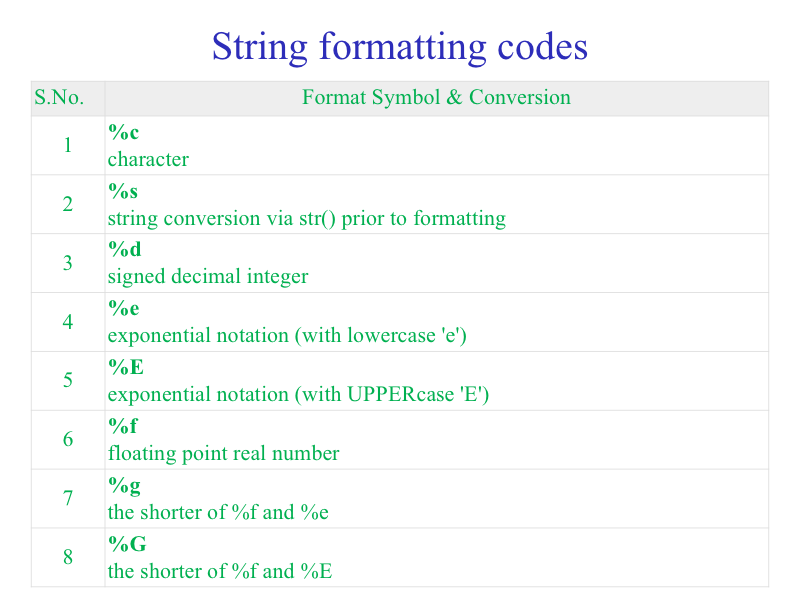 String formatting codes
S.No. Format Symbol & Conversion
1
%c
character
2
%s
string conversion via str() prior to formatting
3
%d
signed decimal integer
4
%e
exponential notation (with lowercase 'e')
5
%E
exponential notation (with UPPERcase 'E')
6
%f
floating point real number
7
%g
the shorter of %f and %e
8
%G
the shorter of %f and %E